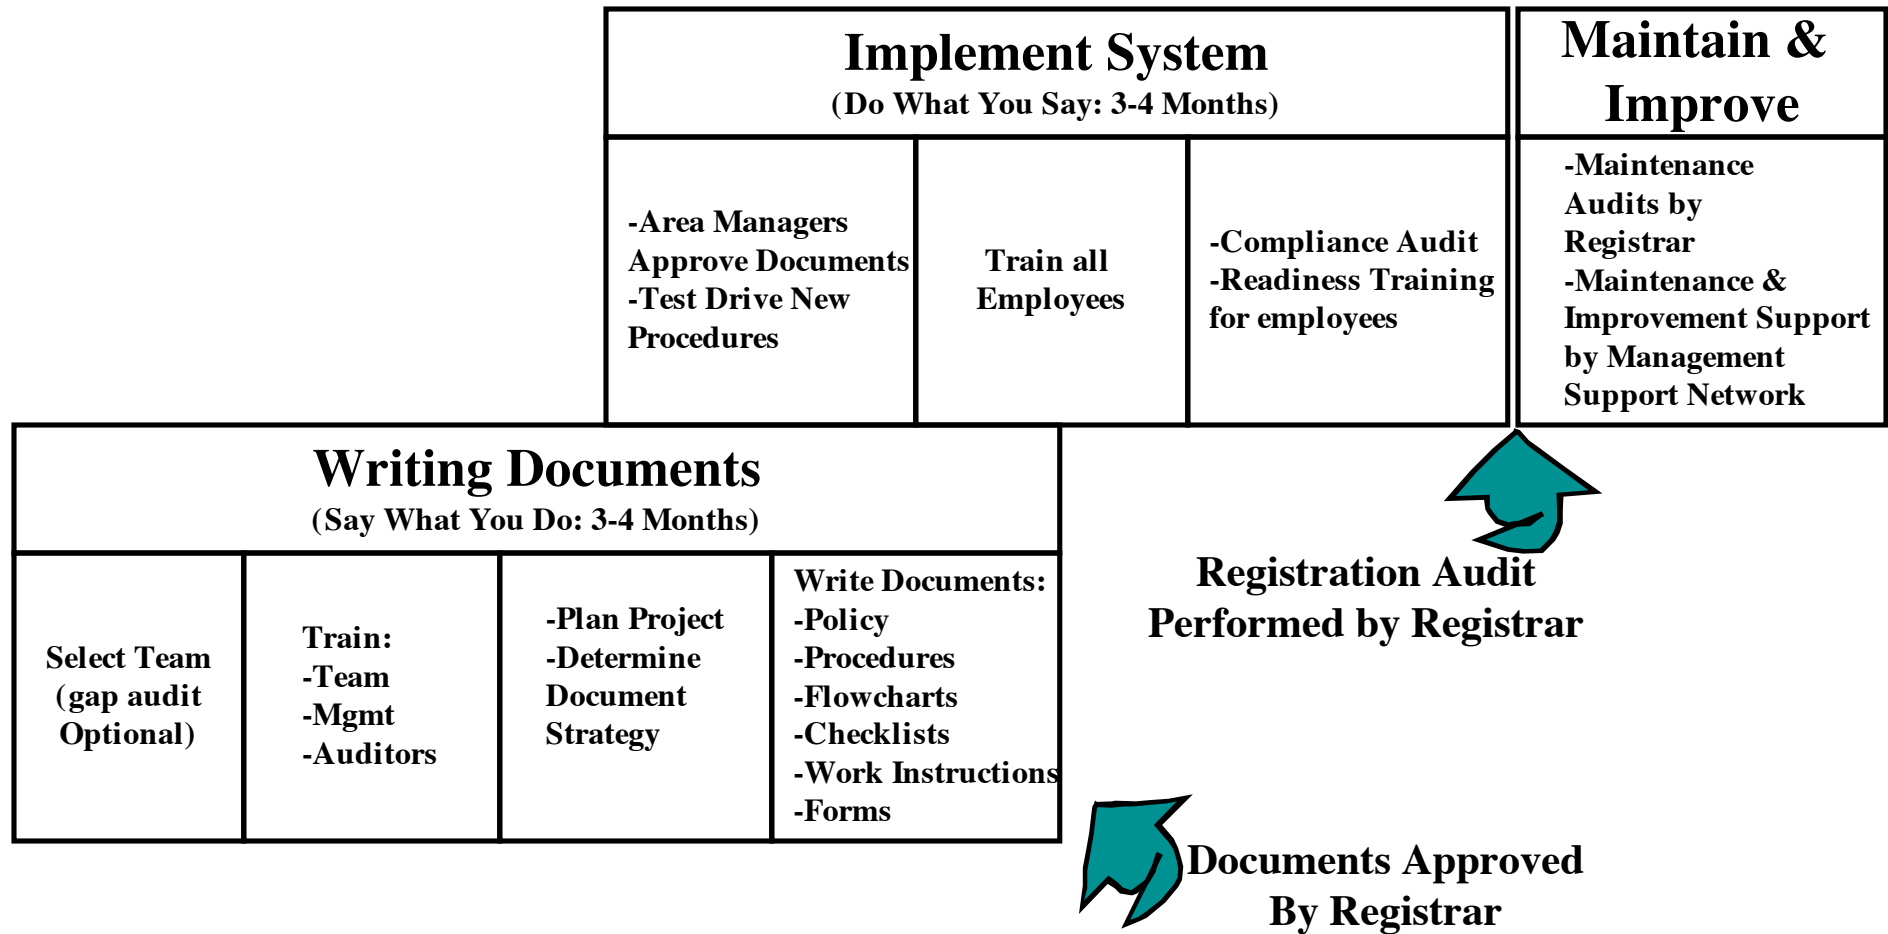 Implement System
(Do What You Say: 3-4 Months)
Maintain &
Improve
-Area Managers
Approve Documents
-Test Drive New
Procedures
Train all
Employees
-Compliance Audit
-Readiness Training
for employees
-Maintenance
Audits by
Registrar
-Maintenance &
Improvement Support
by Management
Support Network
Writing Documents
(Say What You Do: 3-4 Months)
Select Team
(gap audit
Optional)
Train:
-Team
-Mgmt
-Auditors
-Plan Project
-Determine
Document
Strategy
Write Documents:
-Policy
-Procedures
-Flowcharts
-Checklists
-Work Instructions
-Forms
Registration Audit
Performed by Registrar
Documents Approved
By Registrar